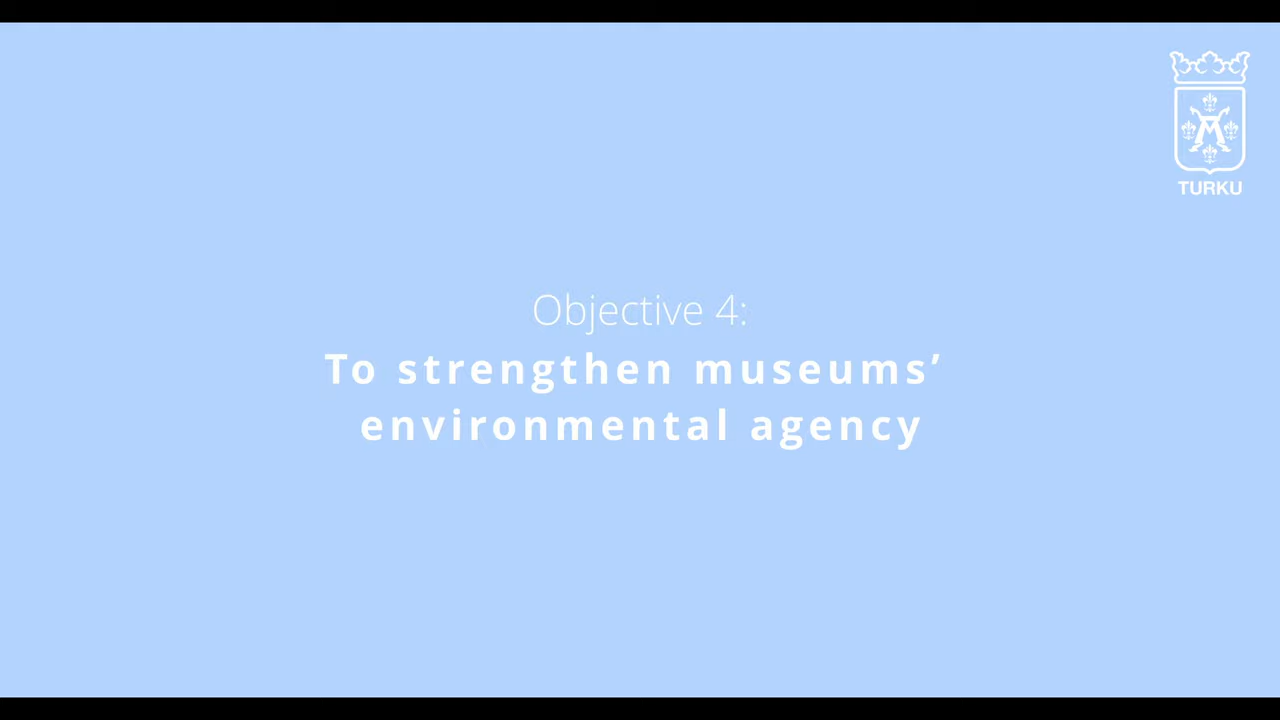 TURKU
Objective 4:
To strengthen museums’
environmental agency